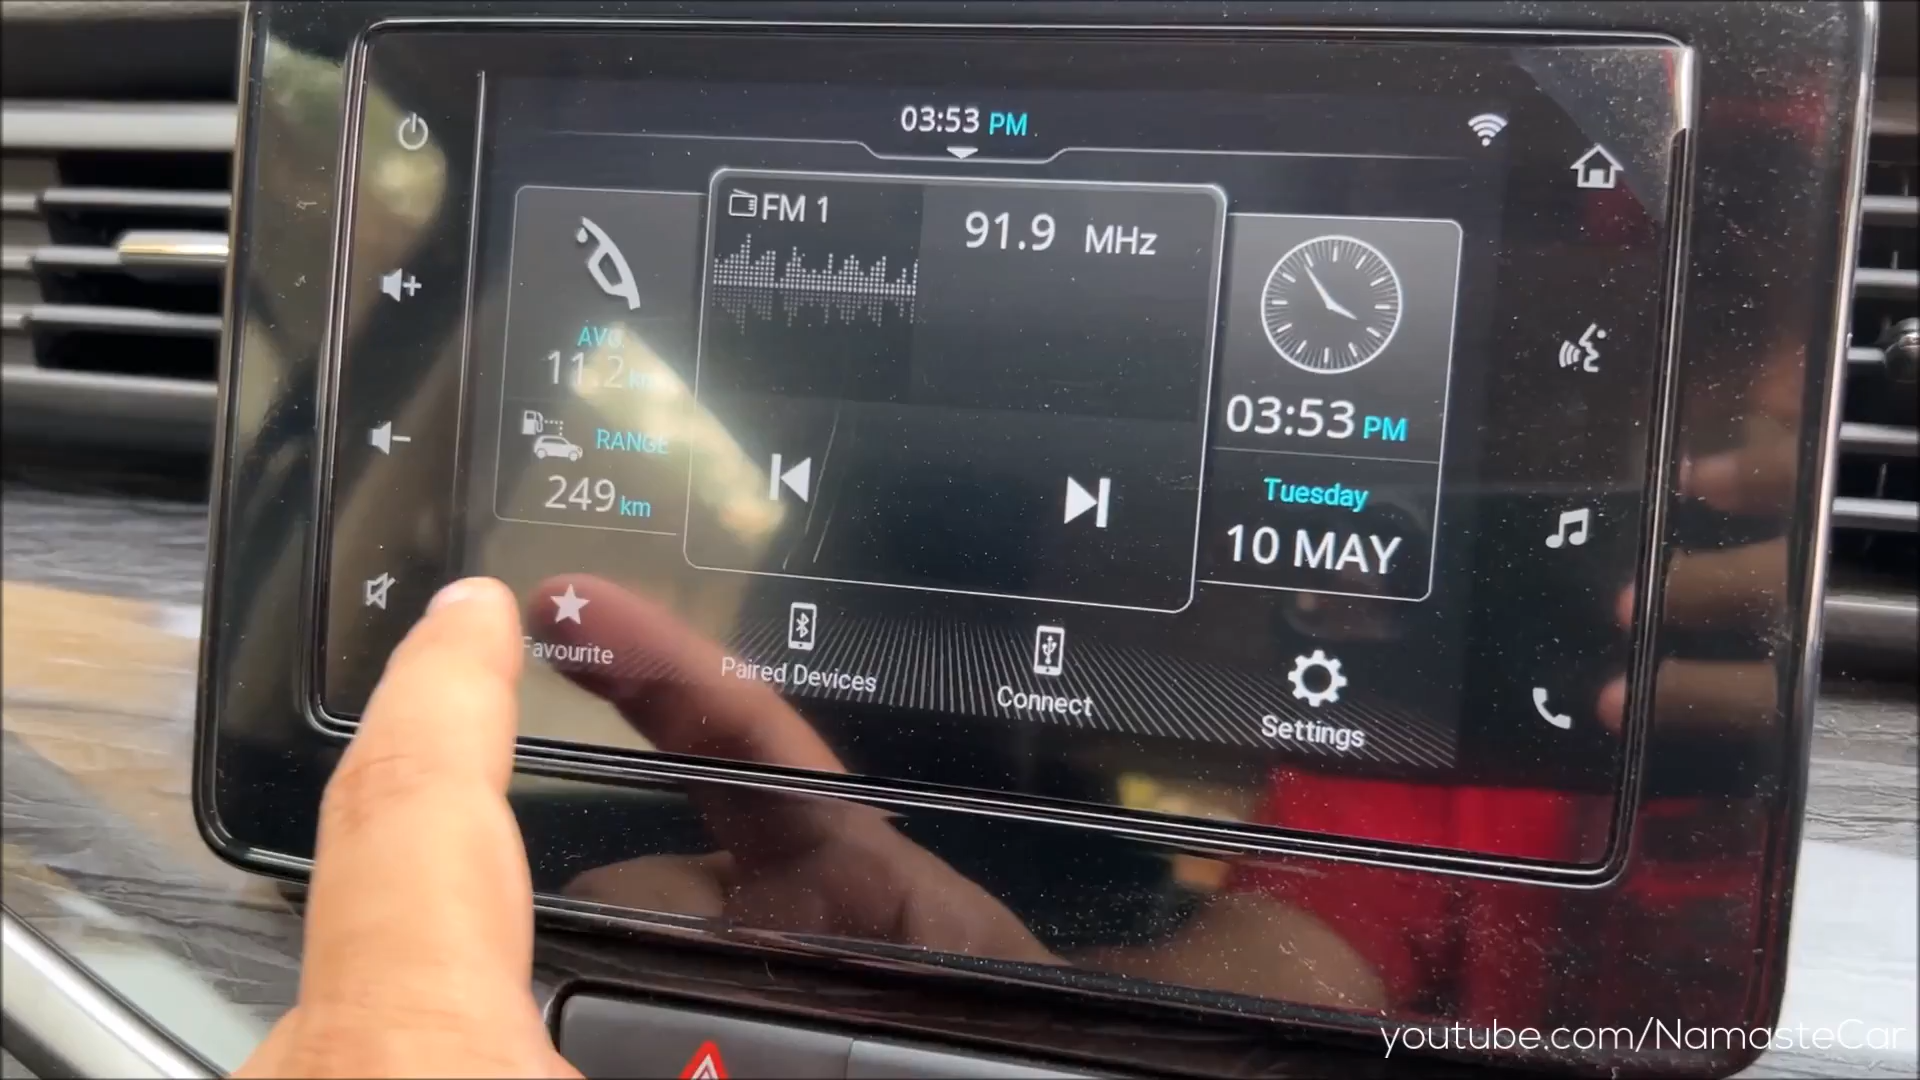 03:53 PM
FM 1
91.9 MHz
AVG.
11.2 km
RANGE
249 km
03:53 PM
Tuesday
10 MAY
Favourite
Paired Devices
Connect
Settings
youtube.com/NamasteCar